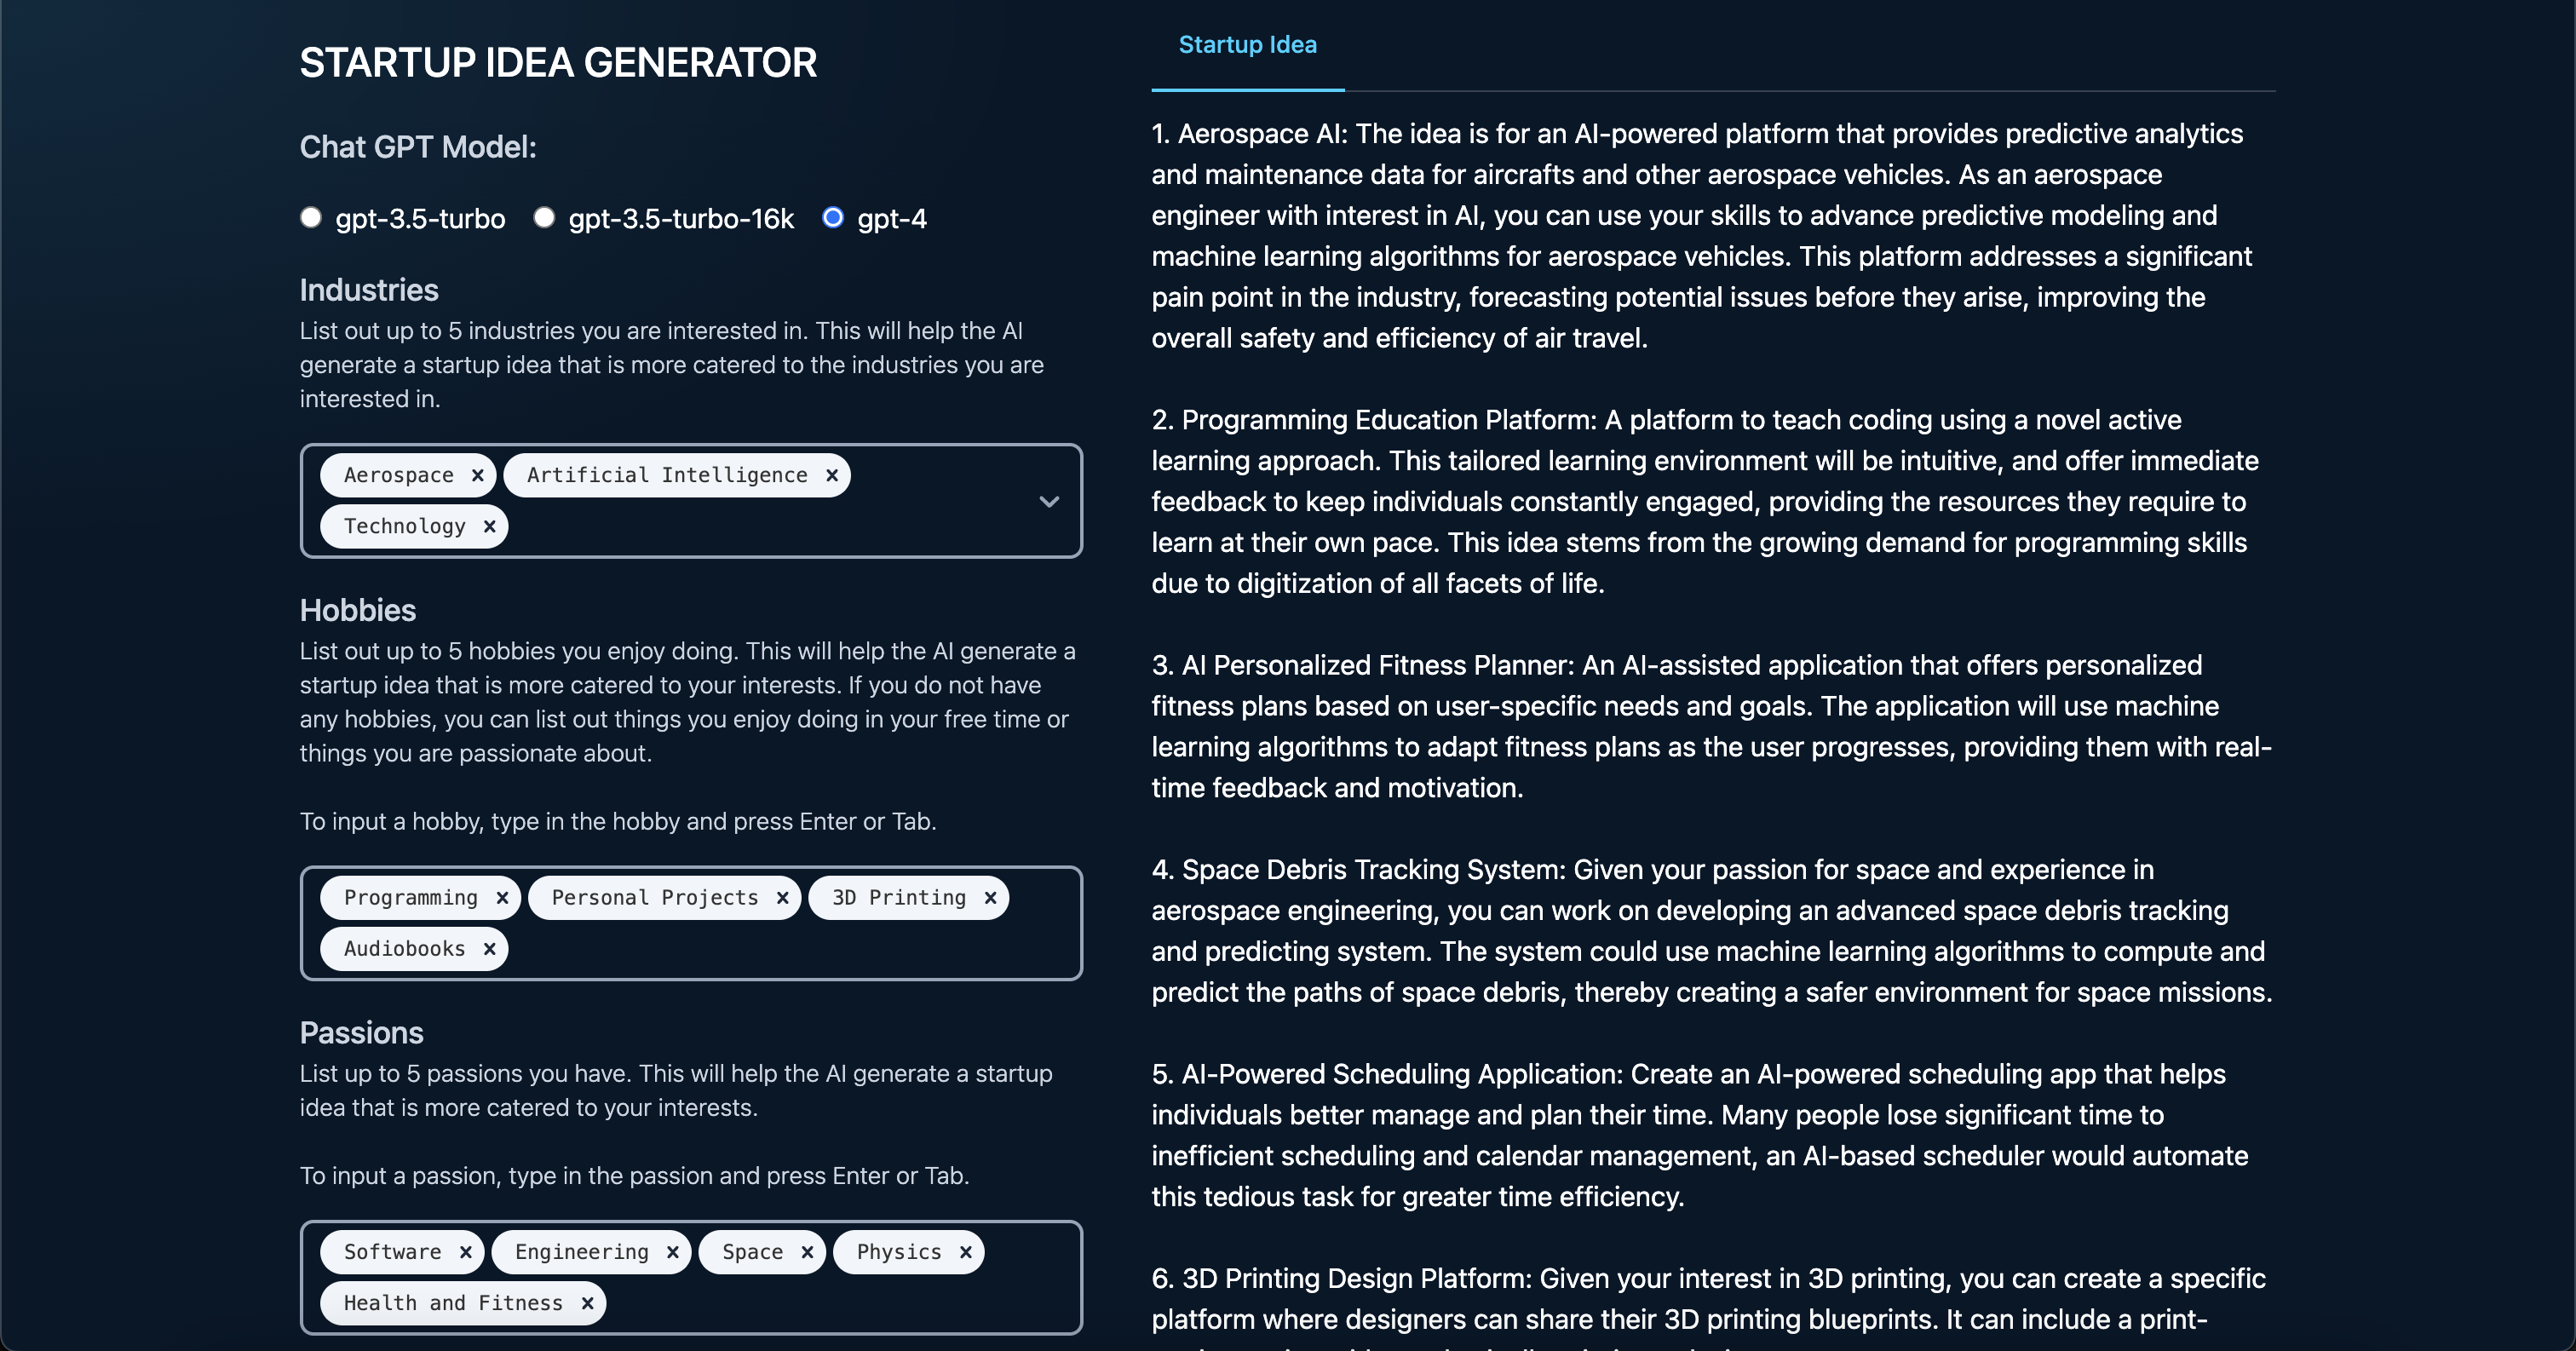 STARTUP IDEA GENERATOR
Chat GPT Model:
gpt-3.5-turbo gpt-3.5-turbo-16k gpt-4
Industries
List out up to 5 industries you are interested in. This will help the AI
generate a startup idea that is more catered to the industries you are
interested in.
Aerospace × Artificial Intelligence ×
Technology ×
Hobbies
List out up to 5 hobbies you enjoy doing. This will help the AI generate a
startup idea that is more catered to your interests. If you do not have
any hobbies, you can list out things you enjoy doing in your free time or
things you are passionate about.
To input a hobby, type in the hobby and press Enter or Tab.
Programming × Personal Projects × 3D Printing ×
Audiobooks ×
Passions
List up to 5 passions you have. This will help the AI generate a startup
idea that is more catered to your interests.
To input a passion, type in the passion and press Enter or Tab.
Software × Engineering × Space × Physics ×
Health and Fitness ×
Startup Idea
1. Aerospace AI: The idea is for an AI-powered platform that provides predictive analytics
and maintenance data for aircrafts and other aerospace vehicles. As an aerospace
engineer with interest in AI, you can use your skills to advance predictive modeling and
machine learning algorithms for aerospace vehicles. This platform addresses a significant
pain point in the industry, forecasting potential issues before they arise, improving the
overall safety and efficiency of air travel.
2. Programming Education Platform: A platform to teach coding using a novel active
learning approach. This tailored learning environment will be intuitive, and offer immediate
feedback to keep individuals constantly engaged, providing the resources they require to
learn at their own pace. This idea stems from the growing demand for programming skills
due to digitization of all facets of life.
3. AI Personalized Fitness Planner: An AI-assisted application that offers personalized
fitness plans based on user-specific needs and goals. The application will use machine
learning algorithms to adapt fitness plans as the user progresses, providing them with real-
time feedback and motivation.
4. Space Debris Tracking System: Given your passion for space and experience in
aerospace engineering, you can work on developing an advanced space debris tracking
and predicting system. The system could use machine learning algorithms to compute and
predict the paths of space debris, thereby creating a safer environment for space missions.
5. AI-Powered Scheduling Application: Create an AI-powered scheduling app that helps
individuals better manage and plan their time. Many people lose significant time to
inefficient scheduling and calendar management, an AI-based scheduler would automate
this tedious task for greater time efficiency.
6. 3D Printing Design Platform: Given your interest in 3D printing, you can create a specific
platform where designers can share their 3D printing blueprints. It can include a print-